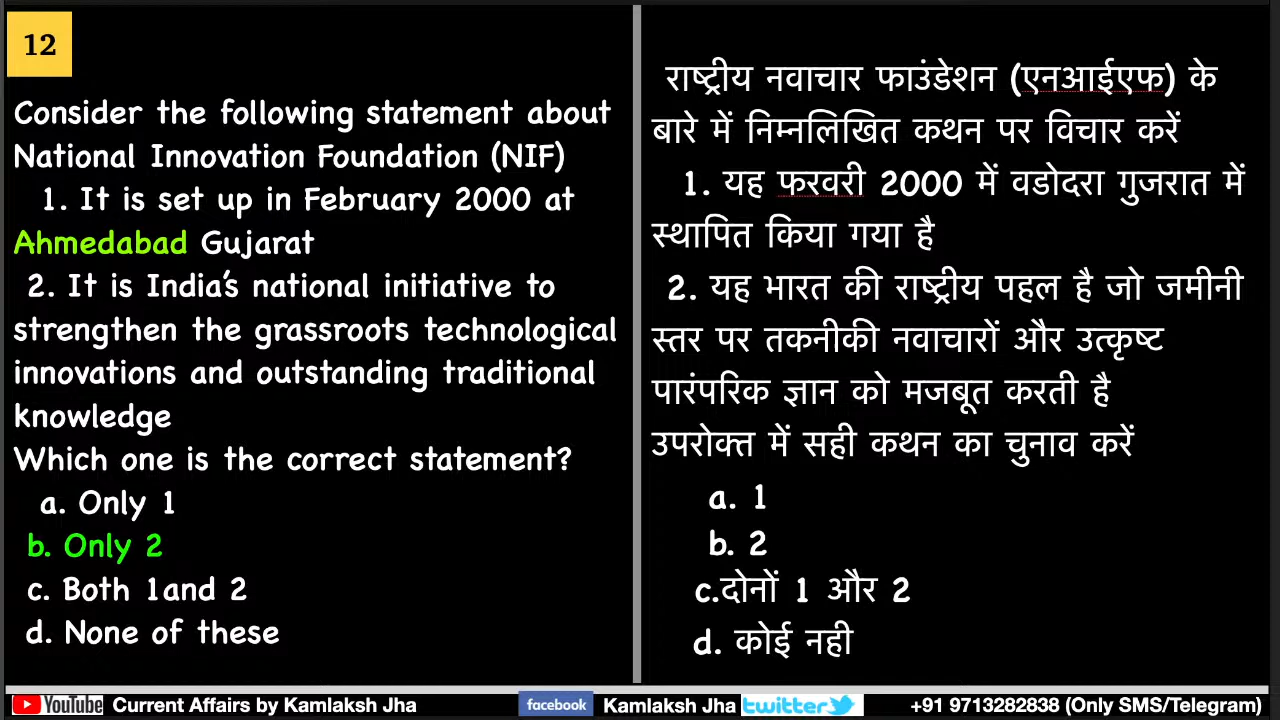 12
Consider the following statement about
National Innovation Foundation (NIF)
1. It is set up in February 2000 at
Ahmedabad Gujarat
2. It is India's national initiative to
strengthen the grassroots technological
innovations and outstanding traditional
knowledge
Which one is the correct statement?
a. Only 1
b. Only 2
c. Both 1and 2
d. None of these
राष्ट्रीय नवाचार फाउंडेशन (एनआईएफ) के
बारे में निम्नलिखित कथन पर विचार करें
1. यह फरवरी 2000 में वडोदरा गुजरात में
स्थापित किया गया है
2. यह भारत की राष्ट्रीय पहल है जो जमीनी
स्तर पर तकनीकी नवाचारों और उत्कृष्ट
पारंपरिक ज्ञान को मजबूत करती है
उपरोक्त में सही कथन का चुनाव करें
a. 1
b. 2
c.दोनों 1 और 2
d. कोई नही
YouTube Current Affairs by Kamlaksh Jha facebook Kamlaksh Jha twitter +91 9713282838 (Only SMS/Telegram)